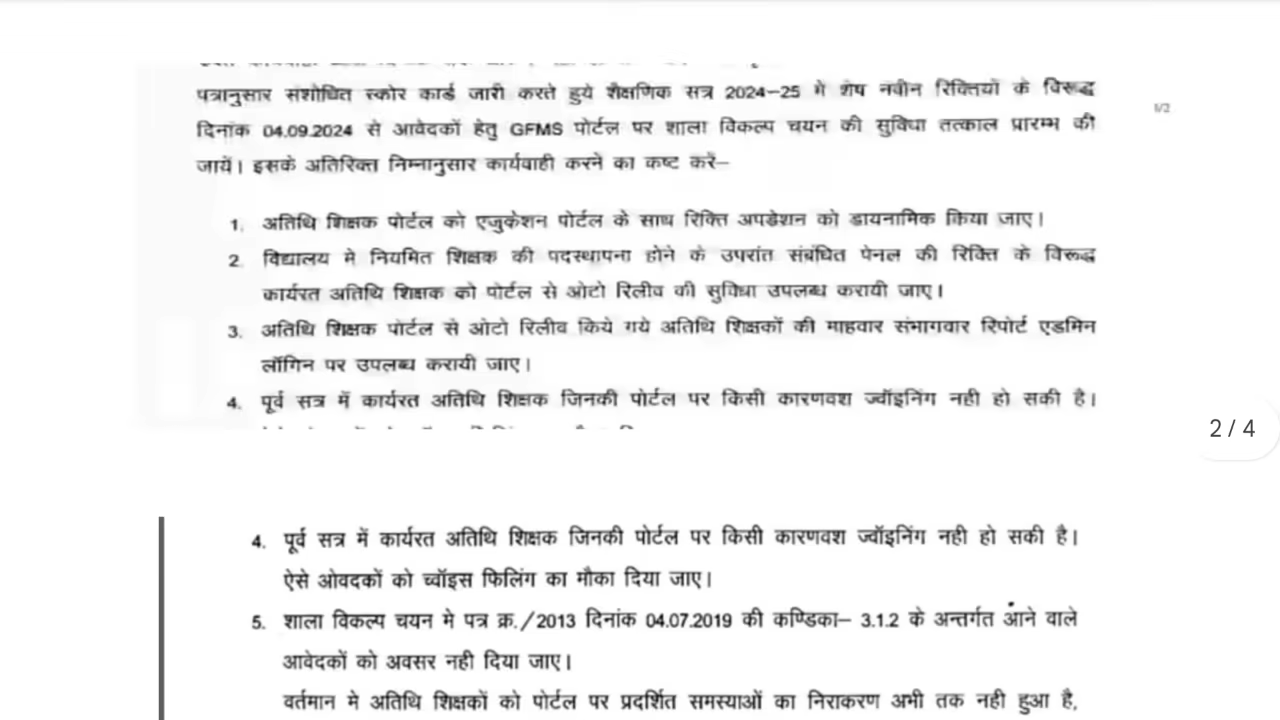 पत्रानुसार संशोधित स्कोर कार्ड जारी करते हुये शैक्षणिक सत्र 2024–25 मे शेष नवीन रिक्तियों के विरूद्ध
1/2
दिनांक 04.09.2024 से आवेदकों हेतु GFMS पोर्टल पर शाला विकल्प चयन की सुविधा तत्काल प्रारम्भ की
जायें। इसके अतिरिक्त निम्नानुसार कार्यवाही करने का कष्ट करें–
1. अतिथि शिक्षक पोर्टल को एजुकेशन पोर्टल के साथ रिक्ति अपडेशन को डायनामिक किया जाए।
2. विद्यालय मे नियमित शिक्षक की पदस्थापना होने के उपरांत संबंधित पेनल की रिक्ति के विरूद्ध
कार्यरत अतिथि शिक्षक को पोर्टल से ओटो रिलीव की सुविधा उपलब्ध करायी जाए।
3. अतिथि शिक्षक पोर्टल से ओटो रिलीव किये गये अतिथि शिक्षकों की माहवार संभागवार रिपोर्ट एडमिन
लॉगिन पर उपलब्ध करायी जाए।
4. पूर्व सत्र में कार्यरत अतिथि शिक्षक जिनकी पोर्टल पर किसी कारणवश ज्वॉइनिंग नही हो सकी है।
2 / 4
4. पूर्व सत्र में कार्यरत अतिथि शिक्षक जिनकी पोर्टल पर किसी कारणवश ज्वॉइनिंग नही हो सकी है।
ऐसे ओवदकों को च्वॉइस फिलिंग का मौका दिया जाए।
5. शाला विकल्प चयन मे पत्र क्र./2013 दिनांक 04.07.2019 की कण्डिका– 3.1.2 के अन्तर्गत आने वाले
आवेदकों को अवसर नही दिया जाए।
वर्तमान मे अतिथि शिक्षकों को पोर्टल पर प्रदर्शित समस्याओं का निराकरण अभी तक नही हुआ है,